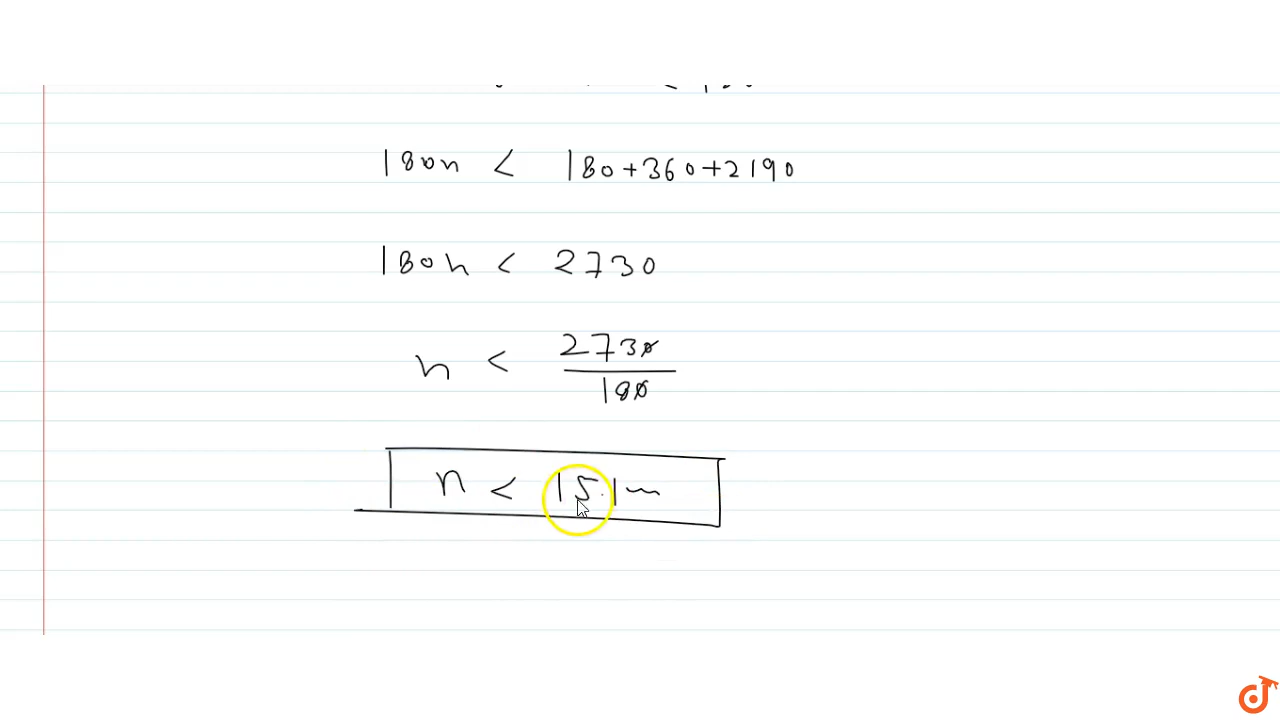 180n < 180+360+2190
180n < 2730
n < 2730/180
n < 15.1